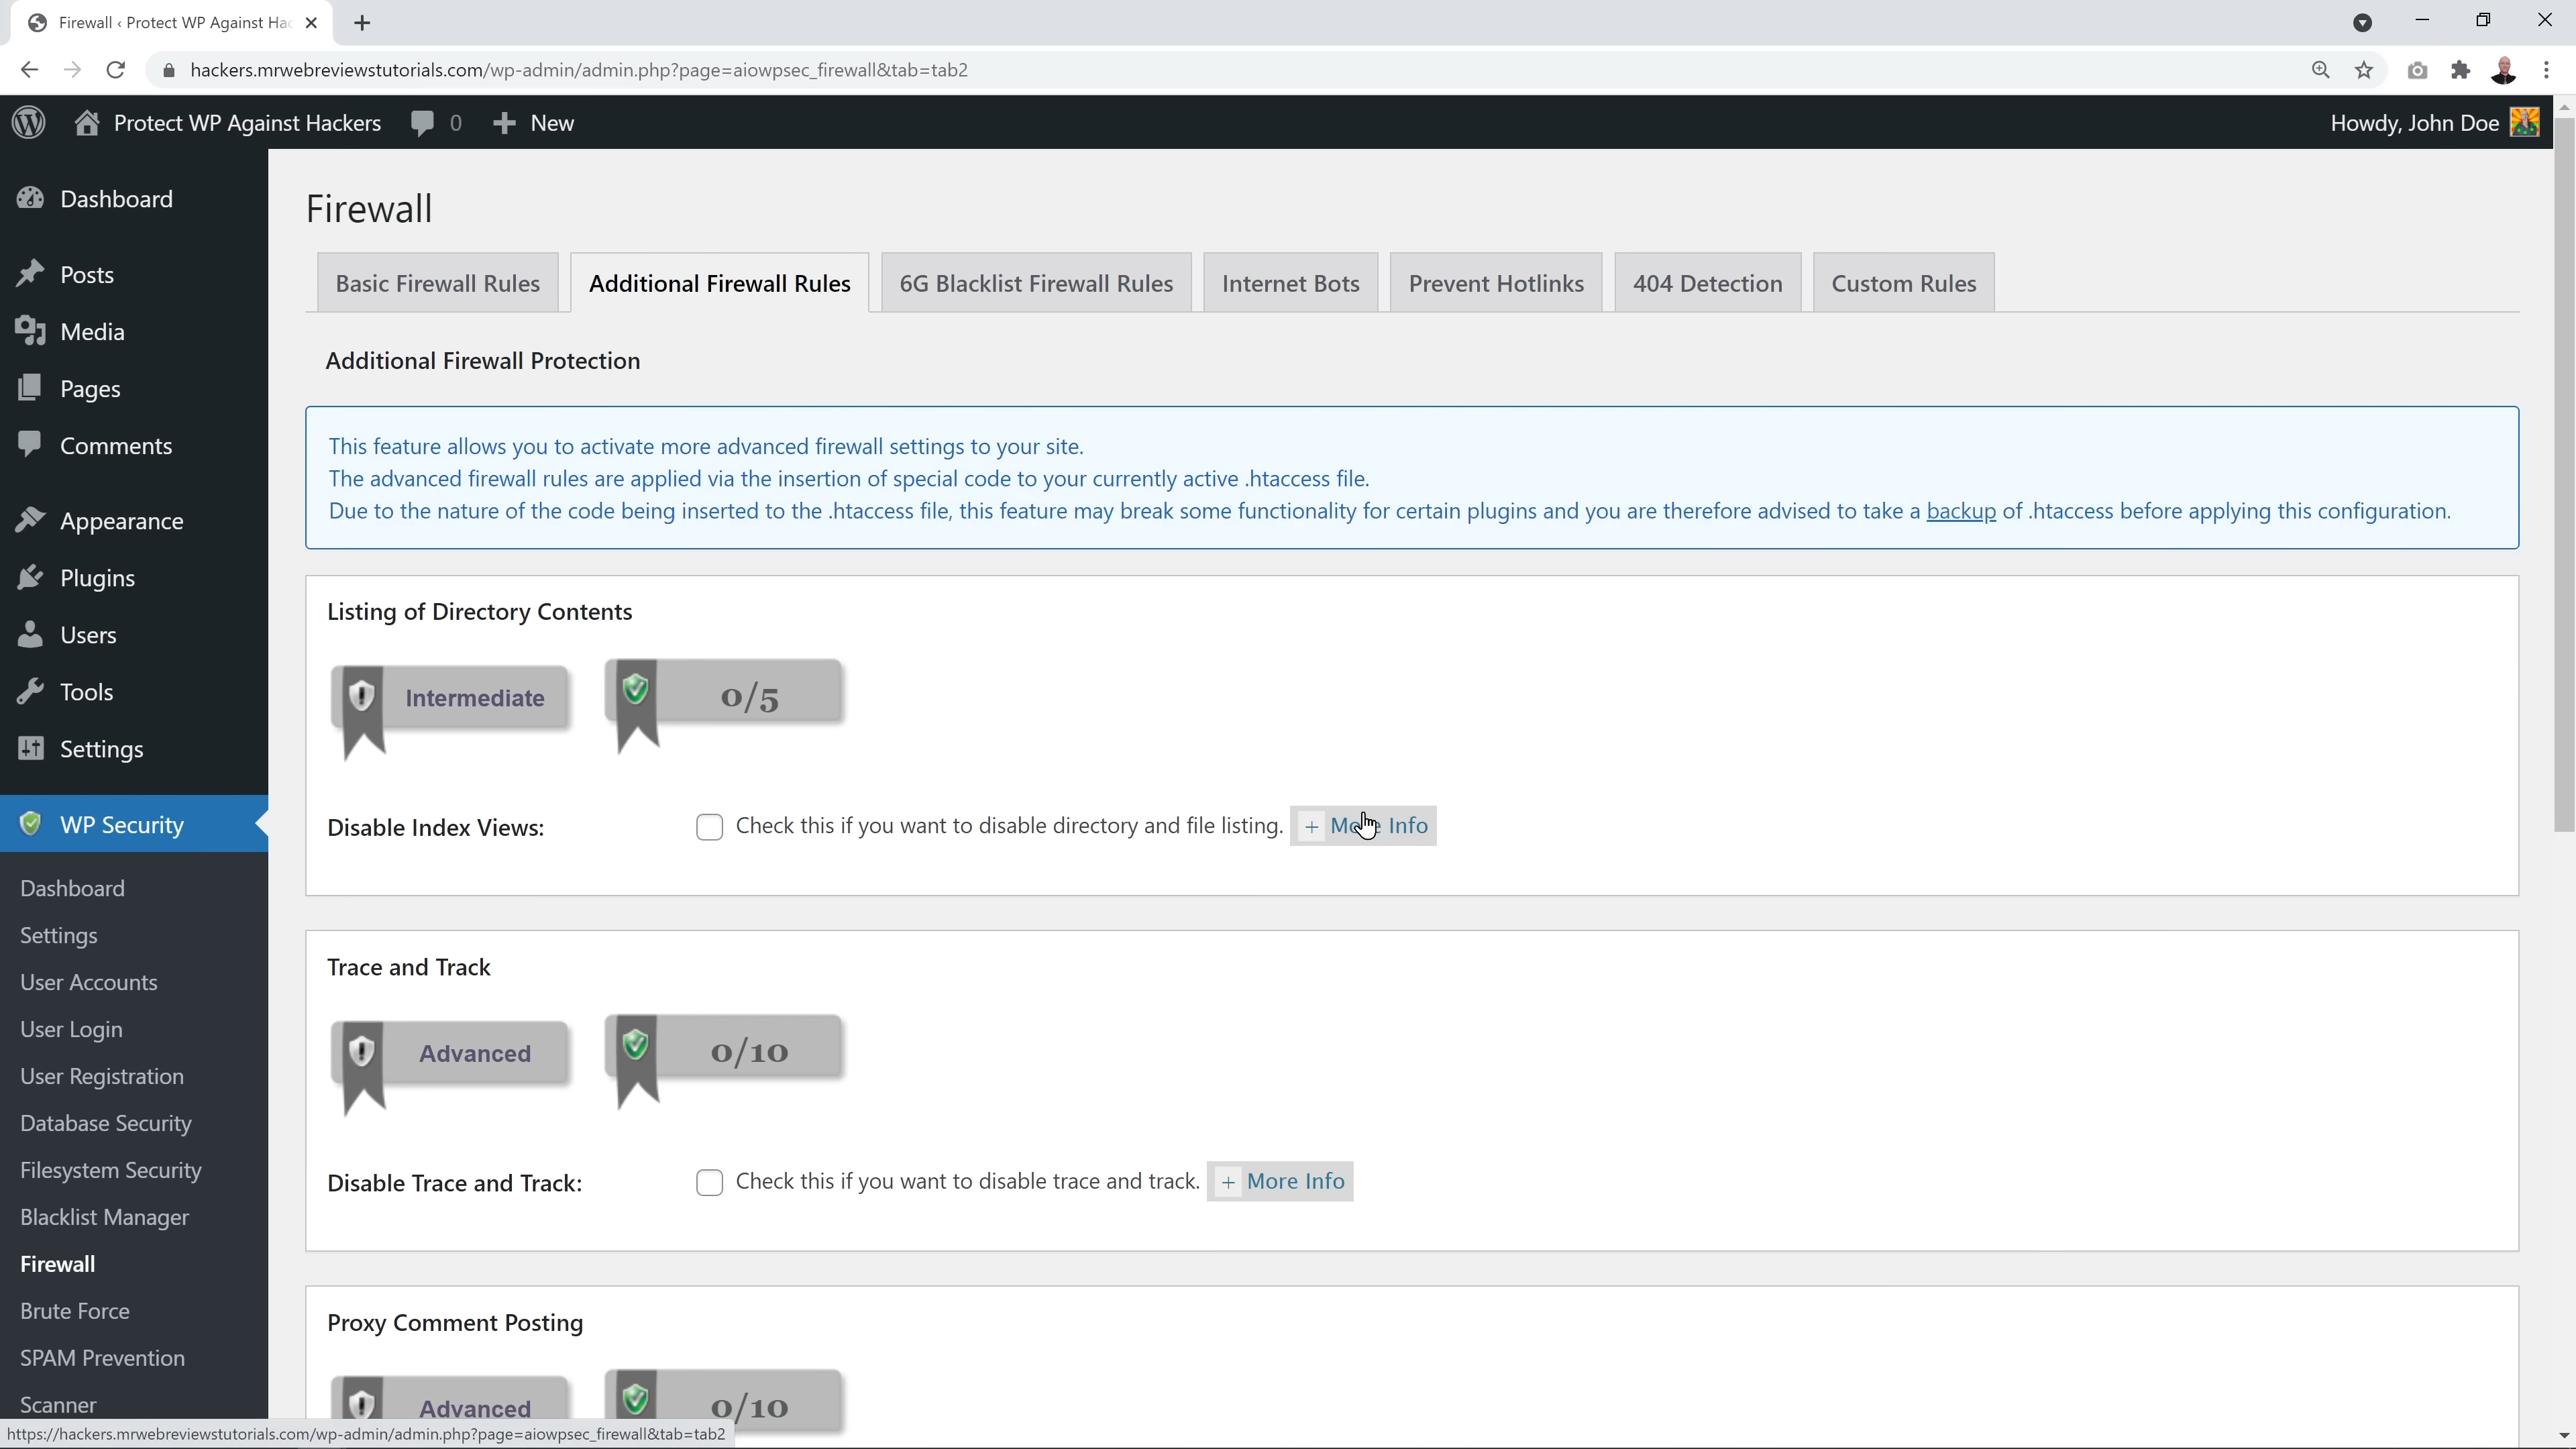 Firewall ‹ Protect WP Against Hac
hackers.mrwebreviewstutorials.com/wp-admin/admin.php?page=aiowpsec_firewall&tab=tab2
Protect WP Against Hackers
0
New
Howdy, John Doe
Dashboard
Posts
Media
Pages
Comments
Appearance
Plugins
Users
Tools
Settings
WP Security
Dashboard
Settings
User Accounts
User Login
User Registration
Database Security
Filesystem Security
Blacklist Manager
Firewall
Brute Force
SPAM Prevention
Scanner
Firewall
Basic Firewall Rules
Additional Firewall Rules
6G Blacklist Firewall Rules
Internet Bots
Prevent Hotlinks
404 Detection
Custom Rules
Additional Firewall Protection
This feature allows you to activate more advanced firewall settings to your site.
The advanced firewall rules are applied via the insertion of special code to your currently active .htaccess file.
Due to the nature of the code being inserted to the .htaccess file, this feature may break some functionality for certain plugins and you are therefore advised to take a backup of .htaccess before applying this configuration.
Listing of Directory Contents
Intermediate
0/5
Disable Index Views:
Check this if you want to disable directory and file listing.
+ More Info
Trace and Track
Advanced
0/10
Disable Trace and Track:
Check this if you want to disable trace and track.
+ More Info
Proxy Comment Posting
Advanced
0/10
https://hackers.mrwebreviewstutorials.com/wp-admin/admin.php?page=aiowpsec_firewall&tab=tab2